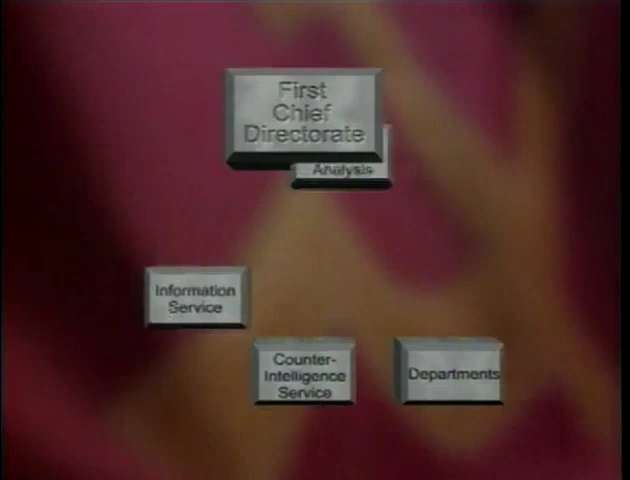 First
Chief
Directorate
Analysis
Information
Service
Counter-
Intelligence
Service
Departments